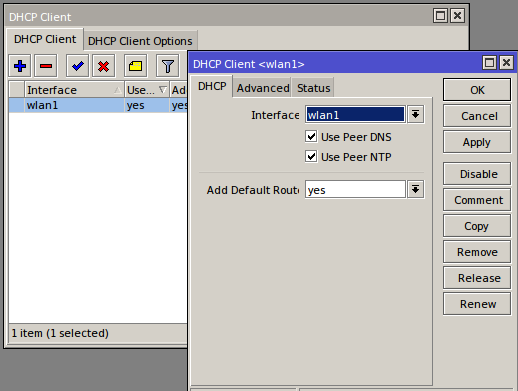 DHCP Client
DHCP Client
DHCP Client Options
Interface
Use...
Ad
wlan1
yes
yes
1 item (1 selected)
DHCP Client <wlan1>
DHCP
Advanced
Status
Interface
wlan1
Use Peer DNS
Use Peer NTP
Add Default Route
yes
OK
Cancel
Apply
Disable
Comment
Copy
Remove
Release
Renew